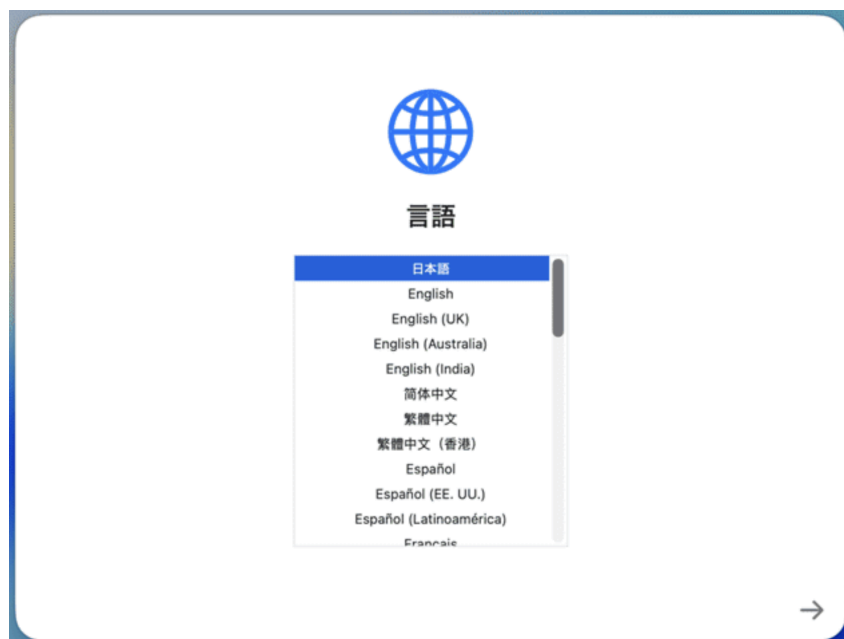 言語
日本語
English
English (UK)
English (Australia)
English (India)
简体中文
繁體中文
繁體中文（香港）
Español
Español (EE. UU.)
Español (Latinoamérica)
Français